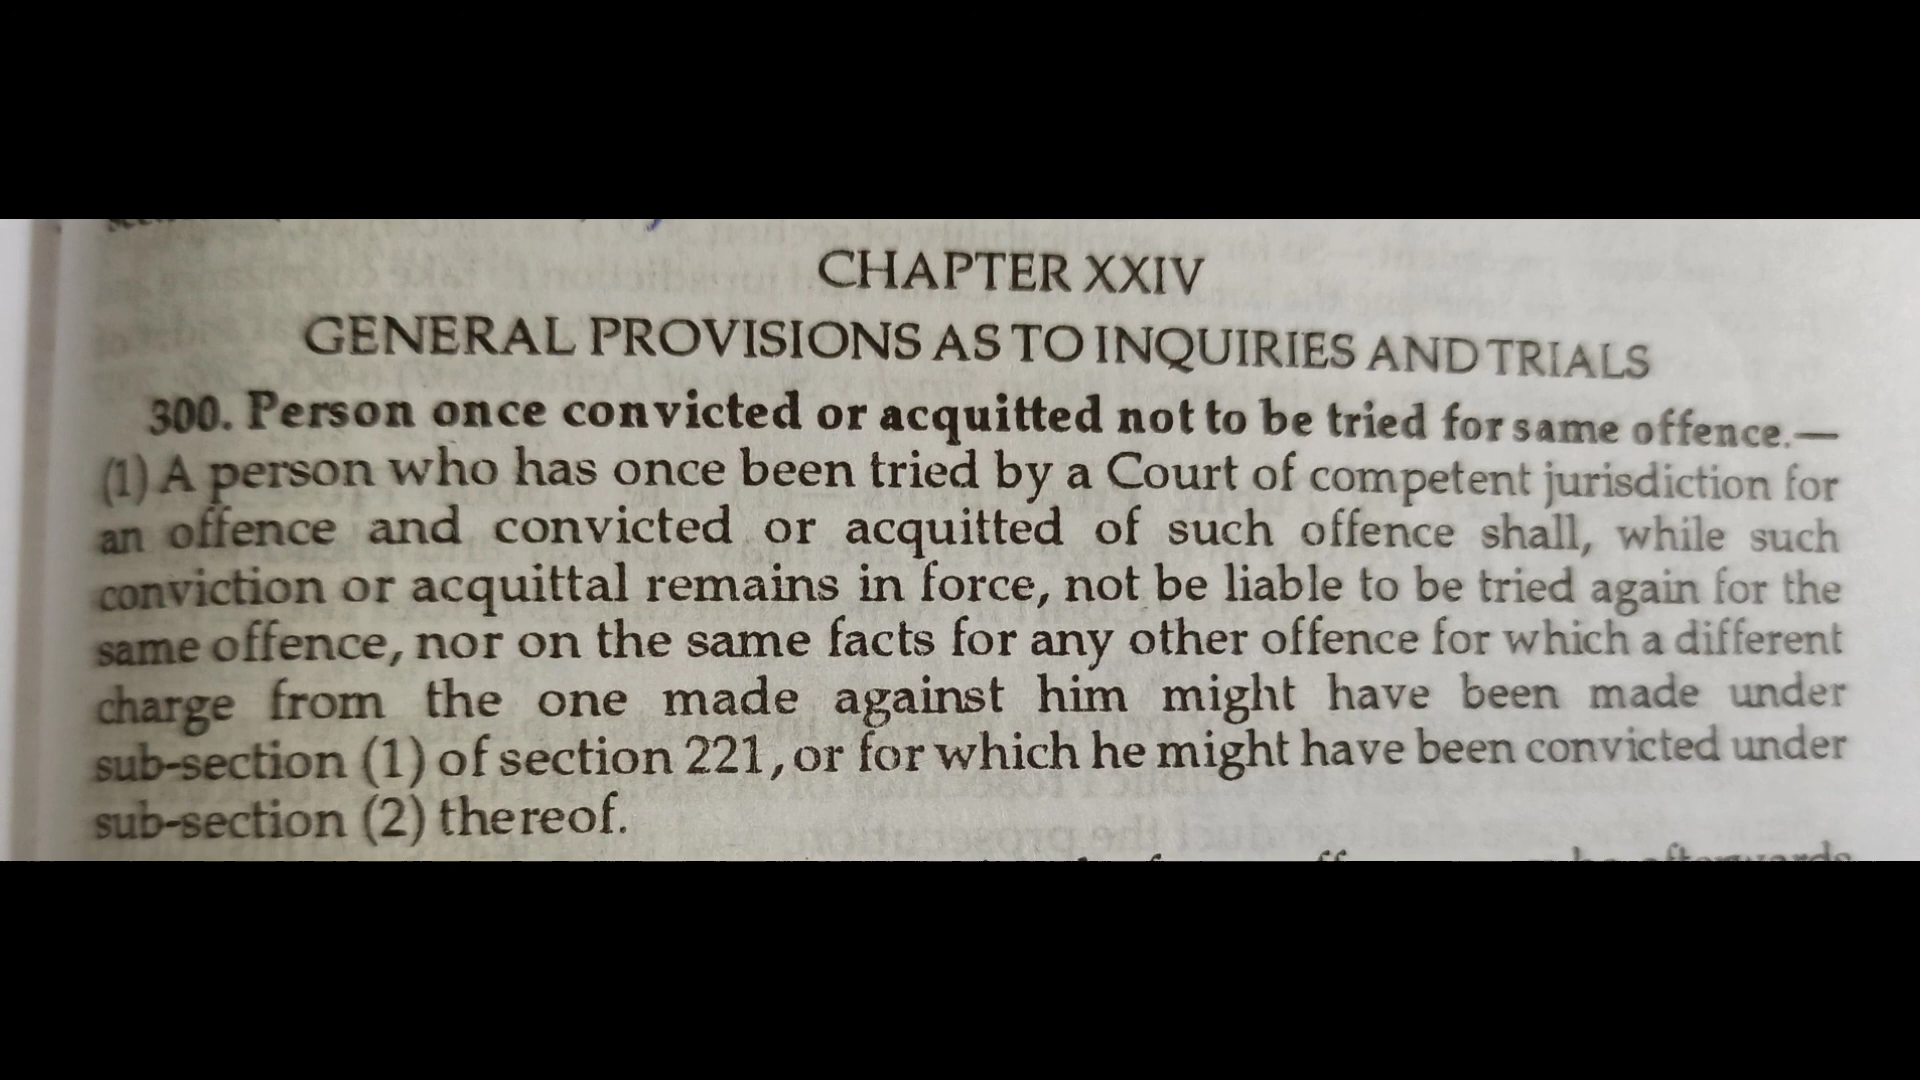 CHAPTER XXIV
GENERAL PROVISIONS AS TO INQUIRIES AND TRIALS
300. Person once convicted or acquitted not to be tried for same offence.—
(1) A person who has once been tried by a Court of competent jurisdiction for
an offence and convicted or acquitted of such offence shall, while such
conviction or acquittal remains in force, not be liable to be tried again for the
same offence, nor on the same facts for any other offence for which a different
charge from the one made against him might have been made under
sub-section (1) of section 221, or for which he might have been convicted under
sub-section (2) thereof.
afterwards